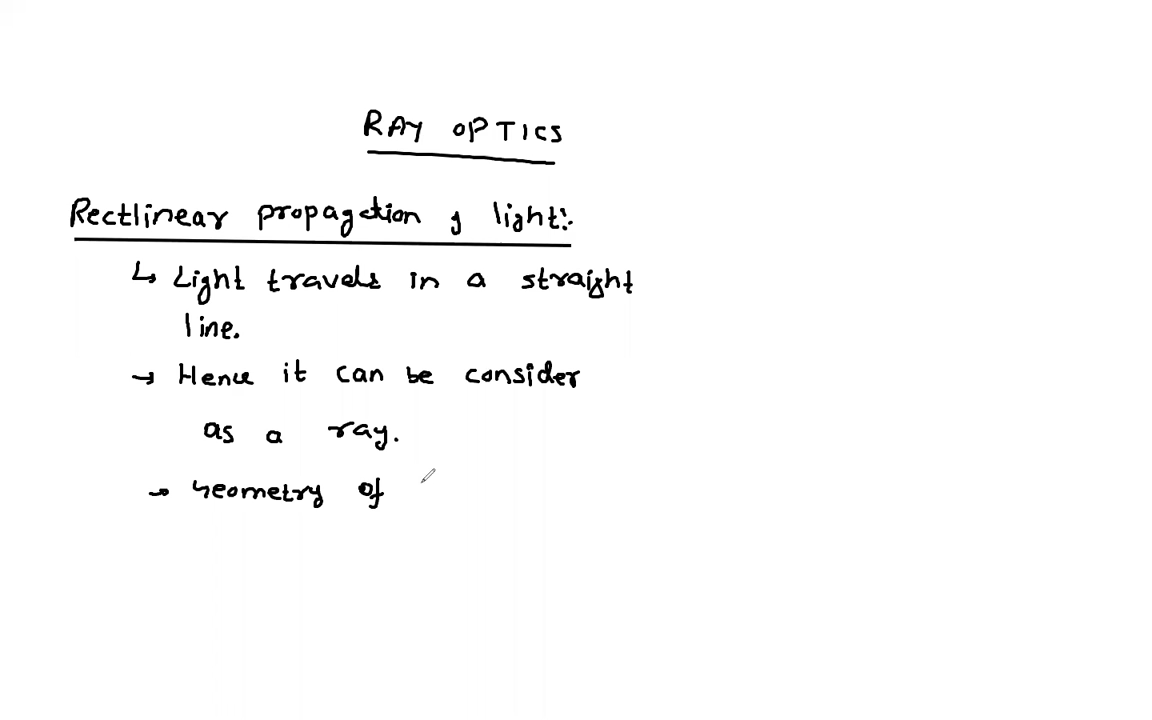 RAY OPTICS
Rectlinear propagation of light:
↳ Light travels in a straight
line.
→ Hence it can be consider
as a ray.
→ Geometry of